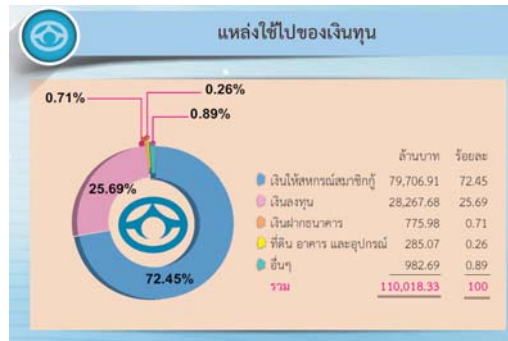 แหล่งใช้ไปของเงินทุน
0.71%
0.26%
0.89%
25.69%
72.45%
ล้านบาท ร้อยละ
เงินให้สหกรณ์สมาชิกกู้ 79,706.91 72.45
เงินลงทุน 28,267.68 25.69
เงินฝากธนาคาร 775.98 0.71
ที่ดิน อาคาร และอุปกรณ์ 285.07 0.26
อื่นๆ 982.69 0.89
รวม 110,018.33 100